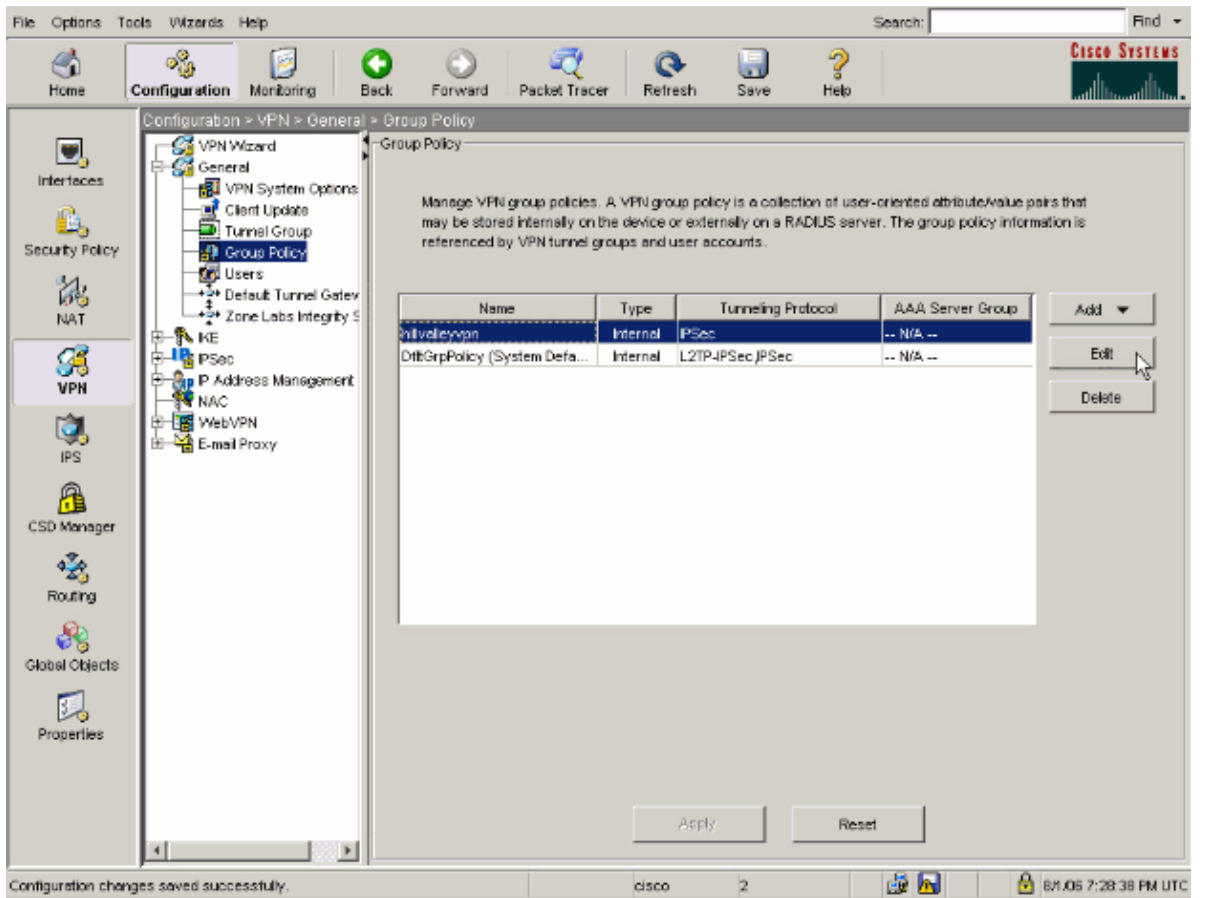 File Options Tools Wizards Help Search: Find
Home Configuration Monitoring Back Forward Packet Tracer Refresh Save Help
CISCO SYSTEMS
Configuration > VPN > General > Group Policy
Interfaces
Security Policy
NAT
VPN
IPS
CSD Manager
Routing
Global Objects
Properties
VPN Wizard
General
VPN System Options
Client Update
Tunnel Group
Group Policy
Users
Default Tunnel Gatew
Zone Labs Integrity S
IKE
IPSec
IP Address Management
NAC
WebVPN
E-mail Proxy
Group Policy
Manage VPN group policies. A VPN group policy is a collection of user-oriented attribute/value pairs that
may be stored internally on the device or externally on a RADIUS server. The group policy information is
referenced by VPN tunnel groups and user accounts.
Name Type Tunneling Protocol AAA Server Group
hillvalleyvpn Internal IPSec -- N/A --
DfltGrpPolicy (System Defa... Internal L2TP-IPSec,IPSec -- N/A --
Add
Edit
Delete
Apply Reset
Configuration changes saved successfully. cisco 2 8/1/06 7:28:38 PM UTC